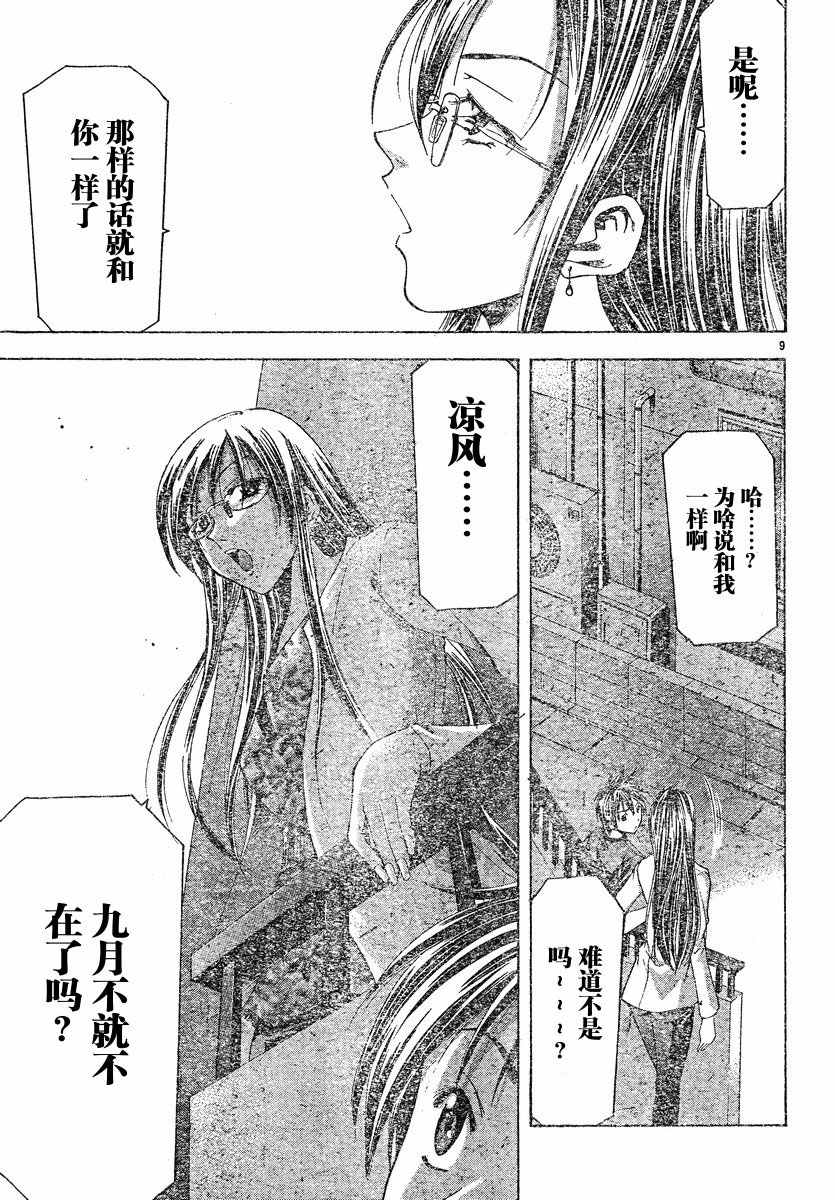 是呢……
那样的话就和
你一样了
9
哈……?
为啥说和我
一样啊
难道不是
吗~~~?
凉风……
九月不就不
在了吗?